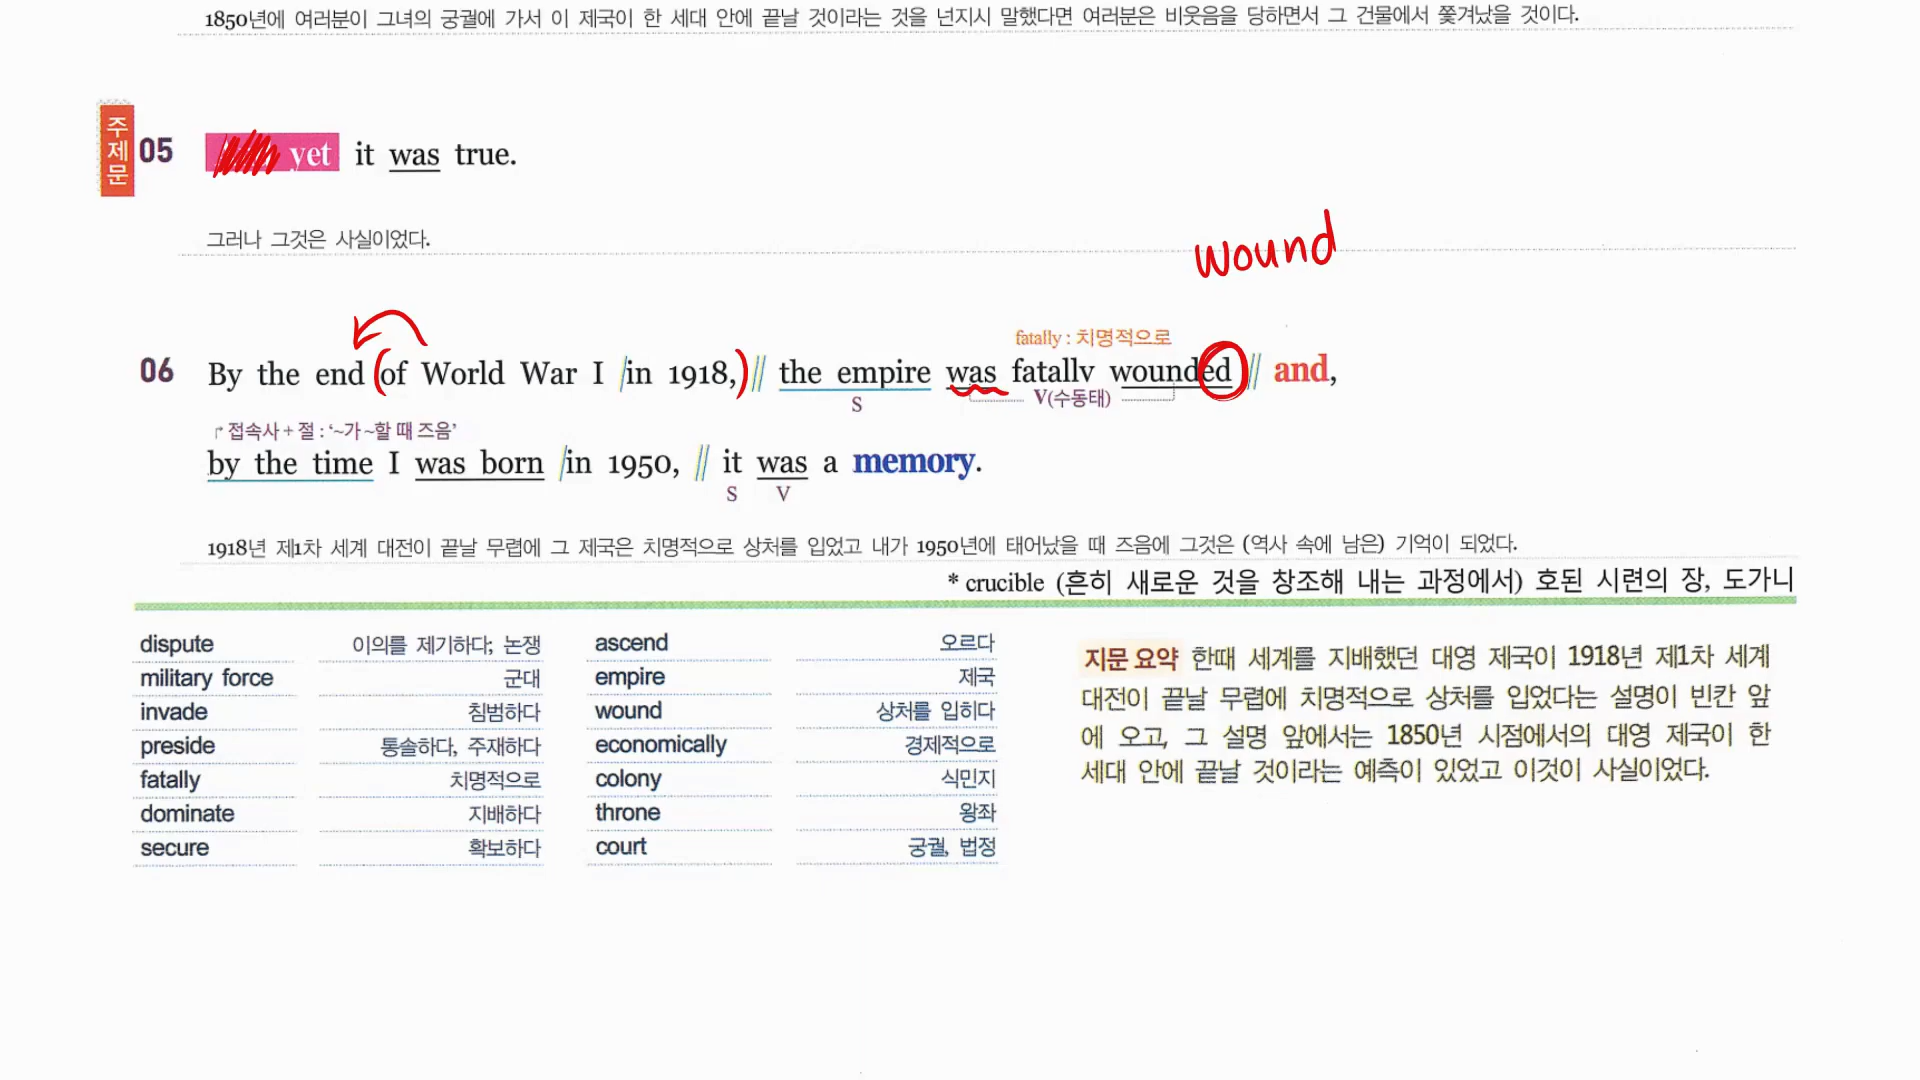 1850년에 여러분이 그녀의 궁궐에 가서 이 제국이 한 세대 안에 끝날 것이라는 것을 넌지시 말했다면 여러분은 비웃음을 당하면서 그 건물에서 쫓겨났을 것이다.
주제문
05 yet it was true.
그러나 그것은 사실이었다.
wound
fatally : 치명적으로
06 By the end (of World War I /in 1918,) // the empire was fatally wounded // and,
S V(수동태)
┌ 접속사 + 절 : ‘~가 ~할 때 즈음’
by the time I was born /in 1950, // it was a memory.
S V
1918년 제1차 세계 대전이 끝날 무렵에 그 제국은 치명적으로 상처를 입었고 내가 1950년에 태어났을 때 즈음에 그것은 (역사 속에 남은) 기억이 되었다.
* crucible (흔히 새로운 것을 창조해 내는 과정에서) 호된 시련의 장, 도가니
dispute 이의를 제기하다; 논쟁
military force 군대
invade 침범하다
preside 통솔하다, 주재하다
fatally 치명적으로
dominate 지배하다
secure 확보하다
ascend 오르다
empire 제국
wound 상처를 입히다
economically 경제적으로
colony 식민지
throne 왕좌
court 궁궐, 법정
지문 요약 한때 세계를 지배했던 대영 제국이 1918년 제1차 세계
대전이 끝날 무렵에 치명적으로 상처를 입었다는 설명이 빈칸 앞
에 오고, 그 설명 앞에서는 1850년 시점에서의 대영 제국이 한
세대 안에 끝날 것이라는 예측이 있었고 이것이 사실이었다.